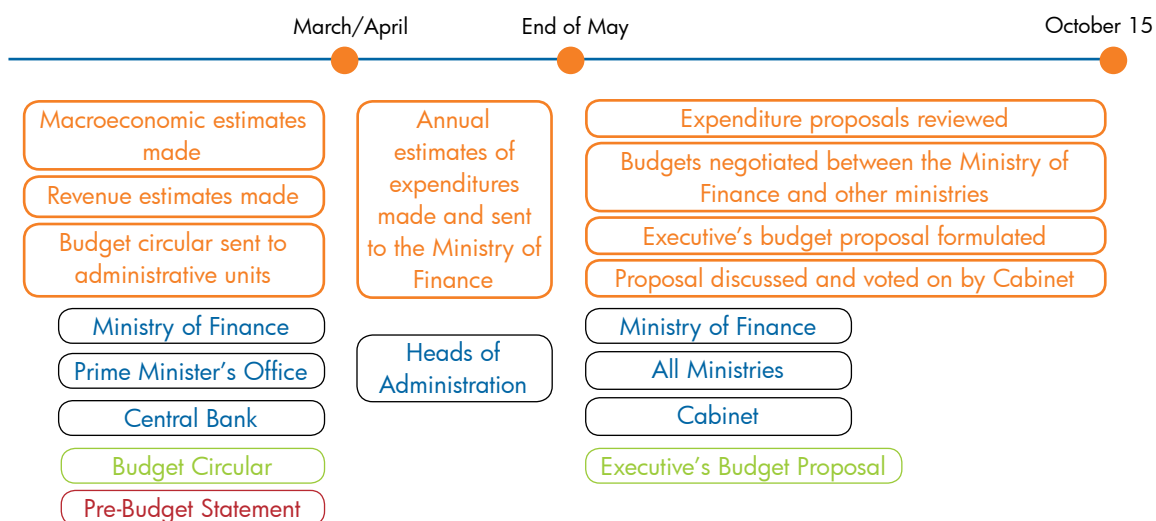 March/April
End of May
October 15
Macroeconomic estimates
made
Revenue estimates made
Budget circular sent to
administrative units
Ministry of Finance
Prime Minister's Office
Central Bank
Budget Circular
Pre-Budget Statement
Annual
estimates of
expenditures
made and sent
to the Ministry of
Finance
Heads of
Administration
Expenditure proposals reviewed
Budgets negotiated between the Ministry of
Finance and other ministries
Executive's budget proposal formulated
Proposal discussed and voted on by Cabinet
Ministry of Finance
All Ministries
Cabinet
Executive's Budget Proposal